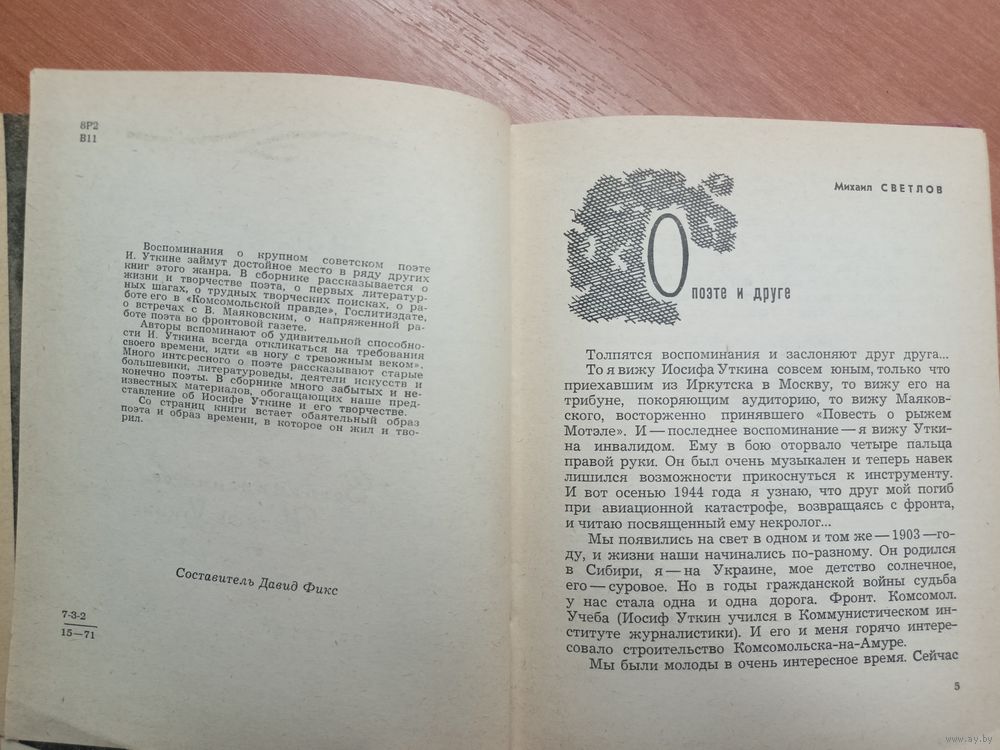 8Р2
В11
Воспоминания о крупном советском поэте
И. Уткине займут достойное место в ряду других
книг этого жанра. В сборнике рассказывается о
жизни и творчестве поэта, о первых литератур-
ных шагах, о трудных творческих поисках, о ра-
боте его в «Комсомольской правде», Гослитиздате,
о встречах с В. Маяковским, о напряженной ра-
боте поэта во фронтовой газете.
Авторы вспоминают об удивительной способно-
сти И. Уткина всегда откликаться на требования
своего времени, идти «в ногу с тревожным веком».
Много интересного о поэте рассказывают старые
большевики, литературоведы, деятели искусств и
конечно поэты. В сборнике много забытых и не-
известных материалов, обогащающих наше пред-
ставление об Иосифе Уткине и его творчестве.
Со страниц книги встает обаятельный образ
поэта и образ времени, в которое он жил и тво-
рил.
Составитель Давид Фикс
7-3-2
15—71
Михаил СВЕТЛОВ
О поэте и друге
Толпятся воспоминания и заслоняют друг друга...
То я вижу Иосифа Уткина совсем юным, только что
приехавшим из Иркутска в Москву, то вижу его на
трибуне, покоряющим аудиторию, то вижу Маяков-
ского, восторженно принявшего «Повесть о рыжем
Мотэле». И — последнее воспоминание — я вижу Утки-
на инвалидом. Ему в бою оторвало четыре пальца
правой руки. Он был очень музыкален и теперь навек
лишился возможности прикоснуться к инструменту.
И вот осенью 1944 года я узнаю, что друг мой погиб
при авиационной катастрофе, возвращаясь с фронта,
и читаю посвященный ему некролог...
Мы появились на свет в одном и том же — 1903 — го-
ду, и жизни наши начинались по-разному. Он родился
в Сибири, я — на Украине, мое детство солнечное,
его — суровое. Но в годы гражданской войны судьба
у нас стала одна и одна дорога. Фронт. Комсомол.
Учеба (Иосиф Уткин учился в Коммунистическом ин-
ституте журналистики). И его и меня горячо интере-
совало строительство Комсомольска-на-Амуре.
Мы были молоды в очень интересное время. Сейчас
5
www.ay.by